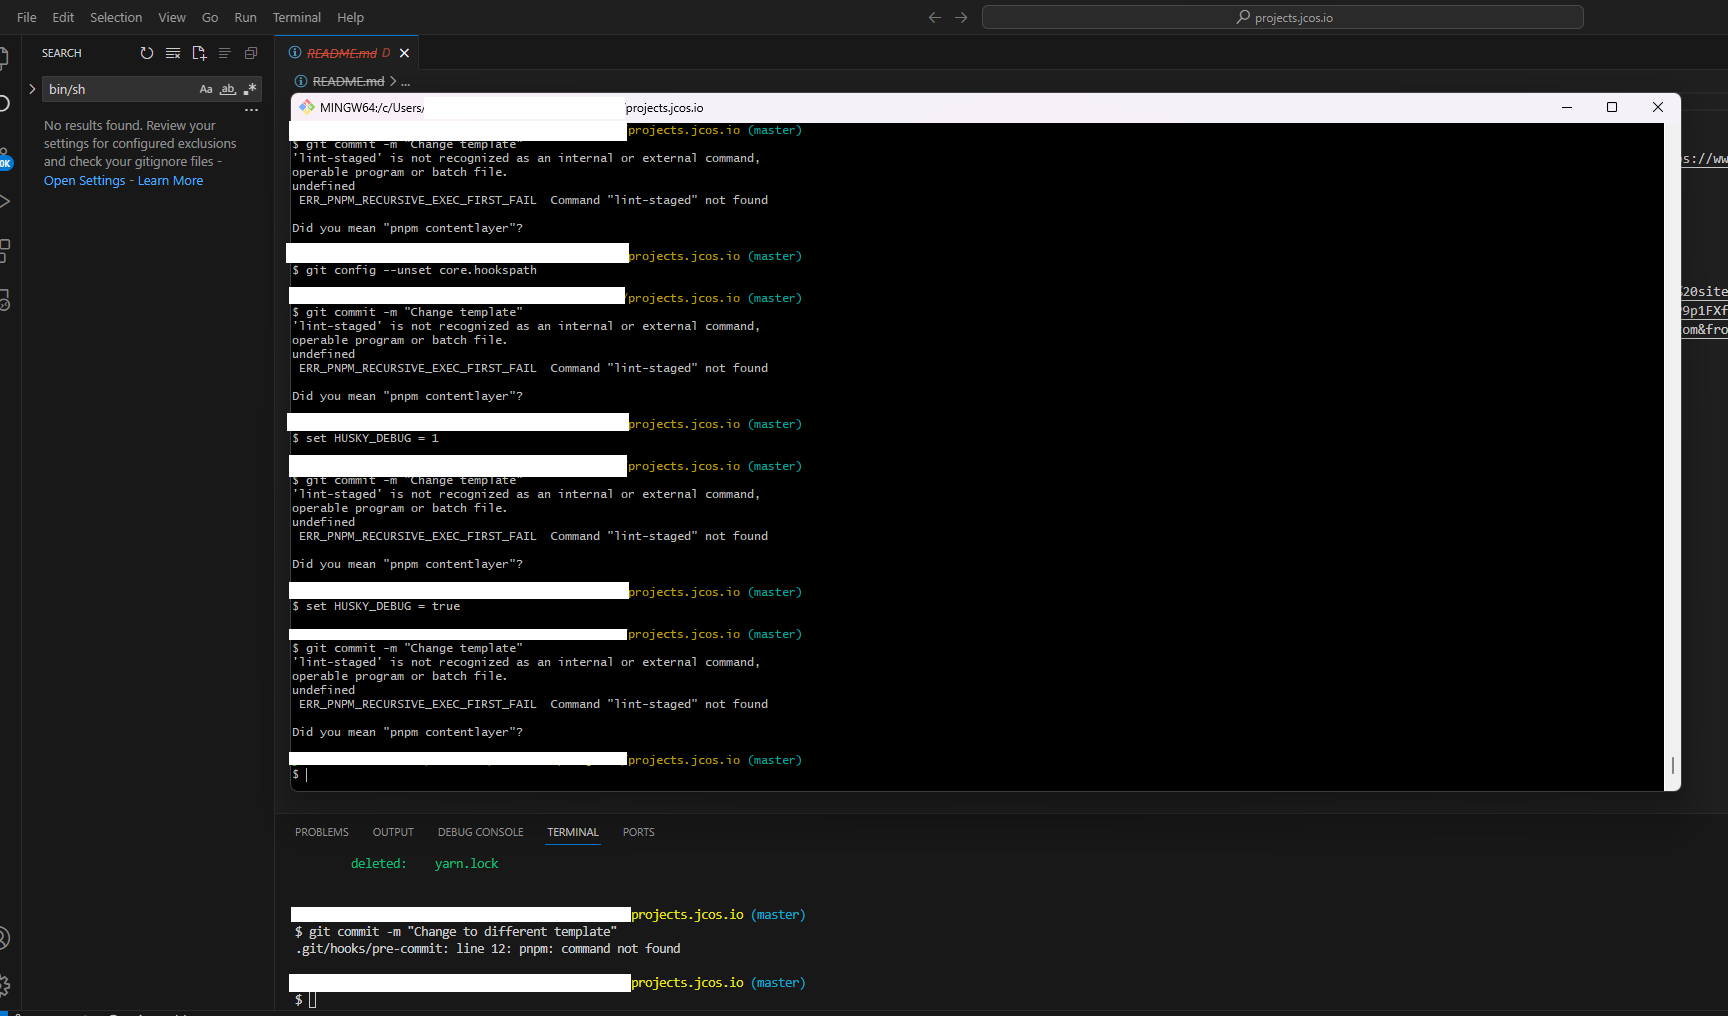 File Edit Selection View Go Run Terminal Help
projects.jcos.io
SEARCH
bin/sh
Aa ab .*
No results found. Review your
settings for configured exclusions
and check your gitignore files -
Open Settings - Learn More
README.md D
README.md > ...
MINGW64:/c/Users/ /projects.jcos.io
projects.jcos.io (master)
$ git commit -m "Change template"
'lint-staged' is not recognized as an internal or external command,
operable program or batch file.
undefined
ERR_PNPM_RECURSIVE_EXEC_FIRST_FAIL  Command "lint-staged" not found
Did you mean "pnpm contentlayer"?
projects.jcos.io (master)
$ git config --unset core.hookspath
/projects.jcos.io (master)
$ git commit -m "Change template"
'lint-staged' is not recognized as an internal or external command,
operable program or batch file.
undefined
ERR_PNPM_RECURSIVE_EXEC_FIRST_FAIL  Command "lint-staged" not found
Did you mean "pnpm contentlayer"?
projects.jcos.io (master)
$ set HUSKY_DEBUG = 1
projects.jcos.io (master)
$ git commit -m "Change template"
'lint-staged' is not recognized as an internal or external command,
operable program or batch file.
undefined
ERR_PNPM_RECURSIVE_EXEC_FIRST_FAIL  Command "lint-staged" not found
Did you mean "pnpm contentlayer"?
projects.jcos.io (master)
$ set HUSKY_DEBUG = true
projects.jcos.io (master)
$ git commit -m "Change template"
'lint-staged' is not recognized as an internal or external command,
operable program or batch file.
undefined
ERR_PNPM_RECURSIVE_EXEC_FIRST_FAIL  Command "lint-staged" not found
Did you mean "pnpm contentlayer"?
projects.jcos.io (master)
$
s://ww
20site
9p1FXf
om&fro
PROBLEMS OUTPUT DEBUG CONSOLE TERMINAL PORTS
deleted:    yarn.lock
projects.jcos.io (master)
$ git commit -m "Change to different template"
.git/hooks/pre-commit: line 12: pnpm: command not found
projects.jcos.io (master)
$